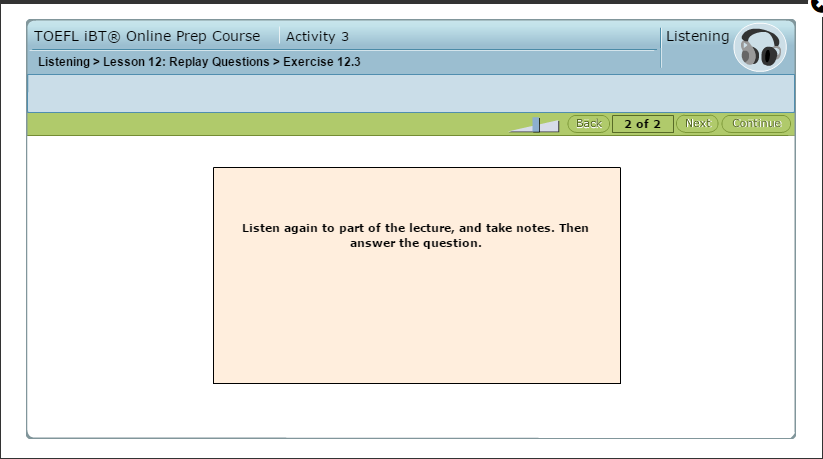 TOEFL iBT® Online Prep Course Activity 3 Listening
Listening > Lesson 12: Replay Questions > Exercise 12.3
Back 2 of 2 Next Continue
Listen again to part of the lecture, and take notes. Then
answer the question.